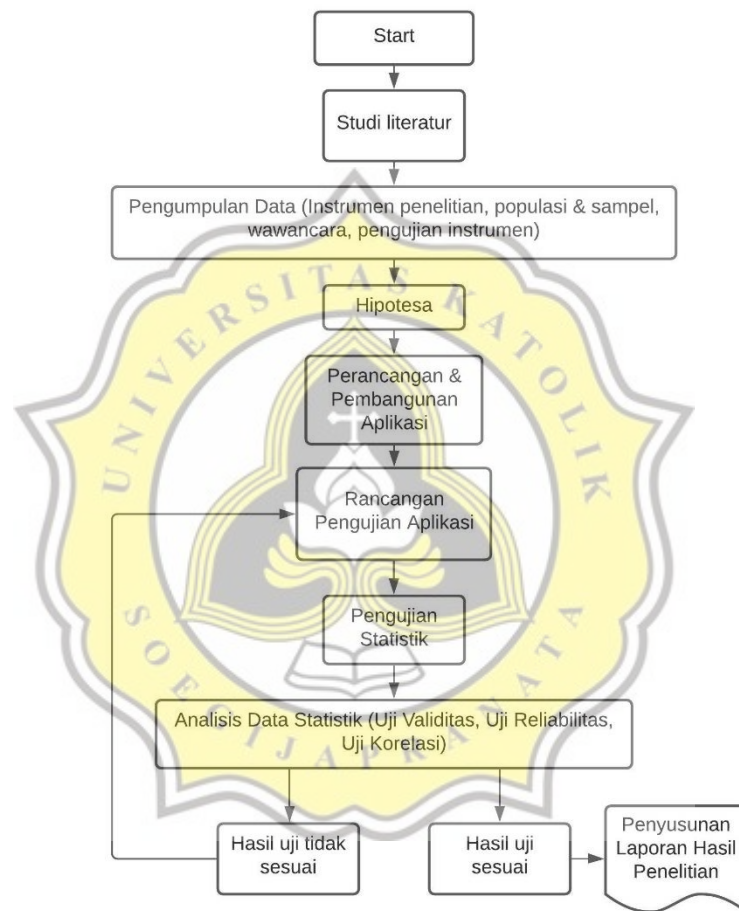 Start
Studi literatur
Pengumpulan Data (Instrumen penelitian, populasi & sampel,
wawancara, pengujian instrumen)
Hipotesa
Perancangan &
Pembangunan
Aplikasi
Rancangan
Pengujian Aplikasi
Pengujian
Statistik
Analisis Data Statistik (Uji Validitas, Uji Reliabilitas,
Uji Korelasi)
Hasil uji tidak
sesuai
Hasil uji
sesuai
Penyusunan
Laporan Hasil
Penelitian
UNIVERSITAS KATOLIK
SOEGIJAPRANATA